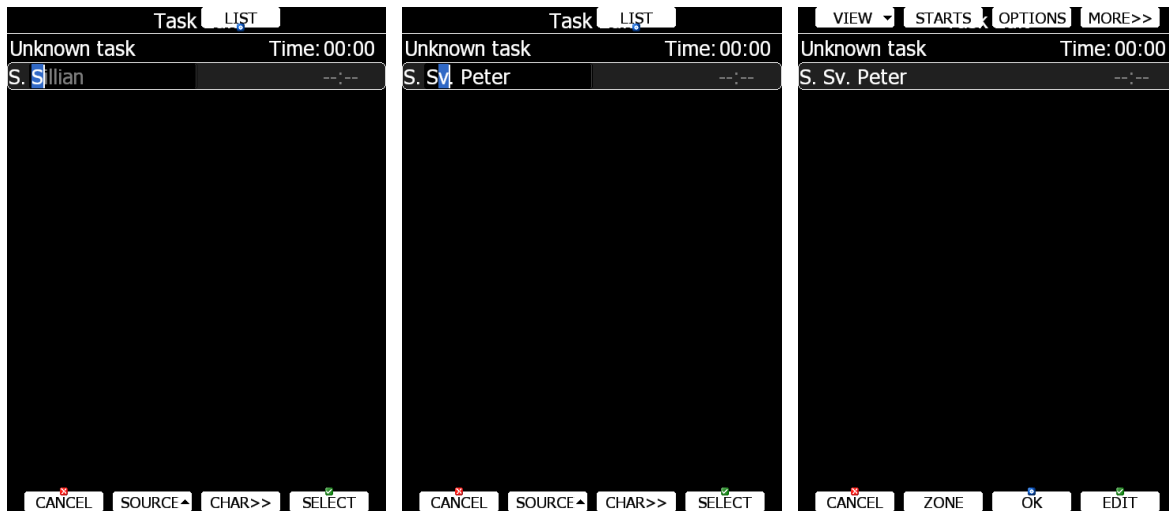 Task LIST
Unknown task Time: 00:00
S. Sillian --:--
CANCEL SOURCE CHAR>> SELECT
Task LIST
Unknown task Time: 00:00
S. Sv. Peter --:--
CANCEL SOURCE CHAR>> SELECT
VIEW STARTS OPTIONS MORE>>
Unknown task Time: 00:00
S. Sv. Peter --:--
CANCEL ZONE OK EDIT